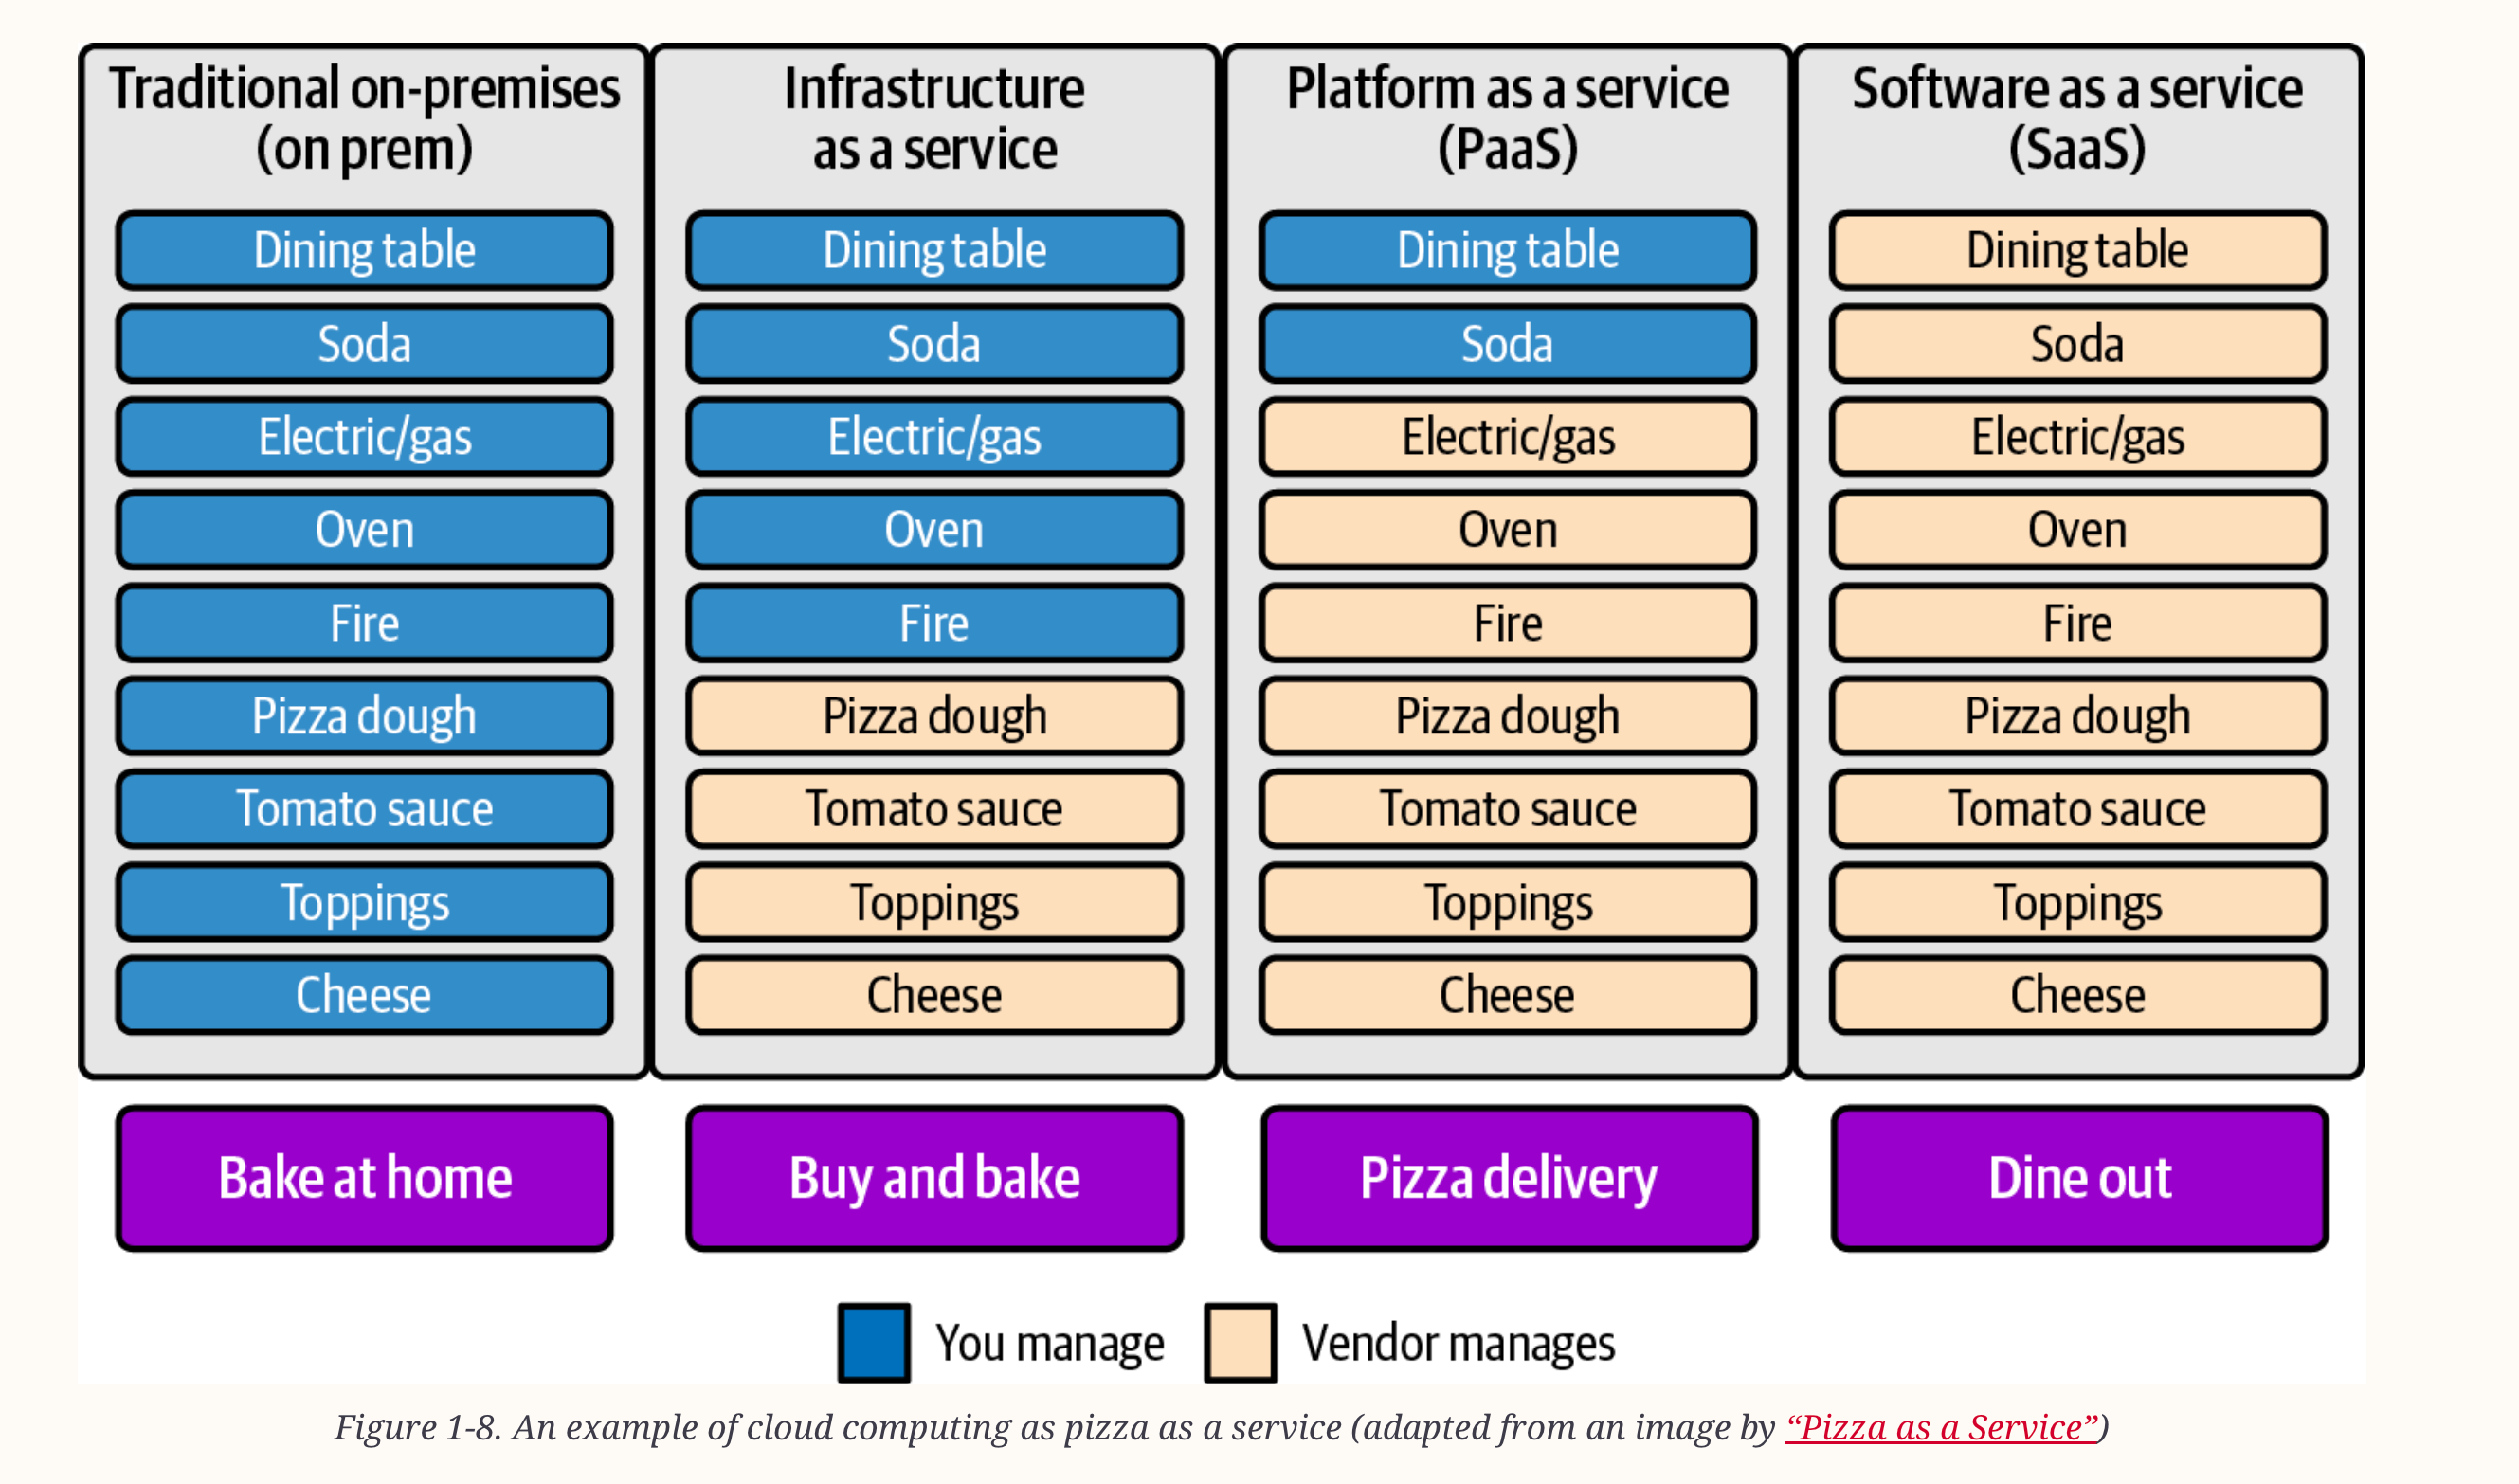 Traditional on-premises
(on prem)
Dining table
Soda
Electric/gas
Oven
Fire
Pizza dough
Tomato sauce
Toppings
Cheese
Bake at home
Infrastructure
as a service
Dining table
Soda
Electric/gas
Oven
Fire
Pizza dough
Tomato sauce
Toppings
Cheese
Buy and bake
Platform as a service
(PaaS)
Dining table
Soda
Electric/gas
Oven
Fire
Pizza dough
Tomato sauce
Toppings
Cheese
Pizza delivery
Software as a service
(SaaS)
Dining table
Soda
Electric/gas
Oven
Fire
Pizza dough
Tomato sauce
Toppings
Cheese
Dine out
You manage
Vendor manages
Figure 1-8. An example of cloud computing as pizza as a service (adapted from an image by “Pizza as a Service”)